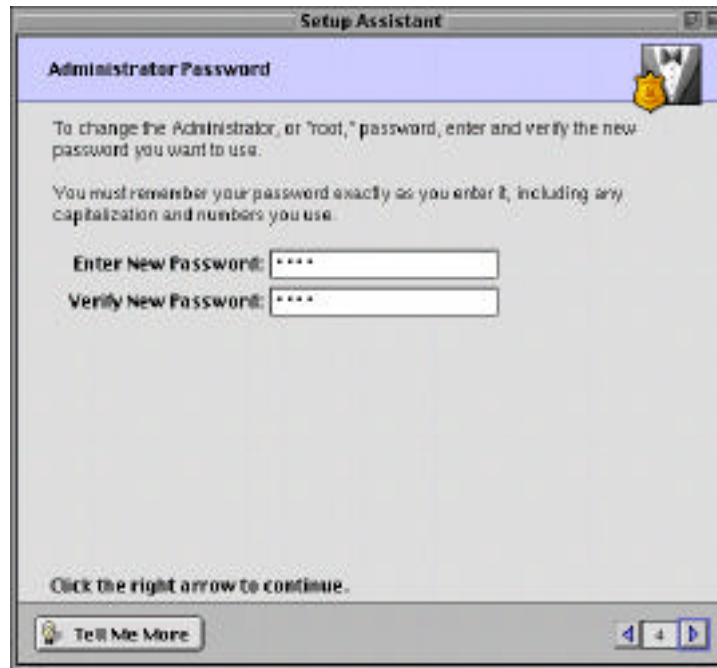 Setup Assistant
Administrator Password
To change the Administrator, or "root," password, enter and verify the new
password you want to use.
You must remember your password exactly as you enter it, including any
capitalization and numbers you use.
Enter New Password: ••••
Verify New Password: ••••
Click the right arrow to continue.
Tell Me More
4